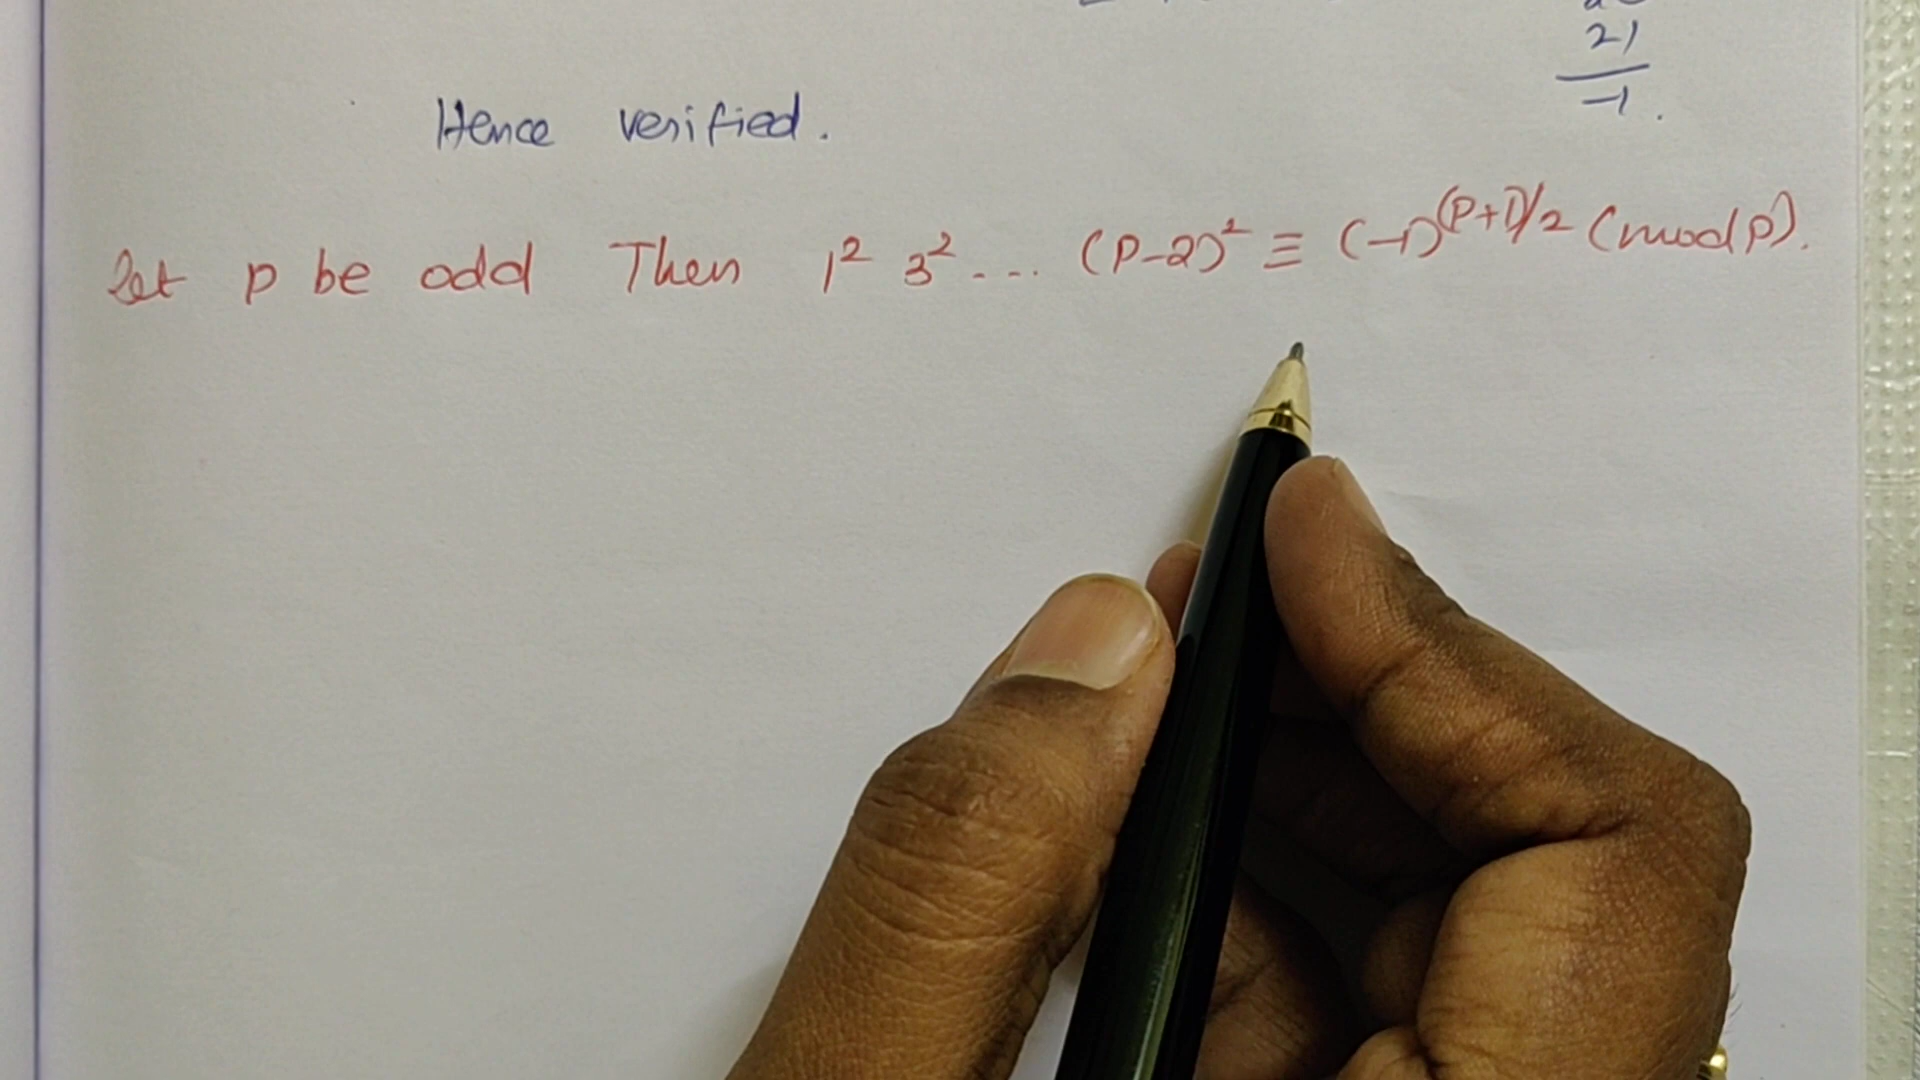 21
-1.
Hence verified.
Let p be odd Then 1² 3² .... (p-2)² ≡ (-1)^(p+1)/2 (mod p).